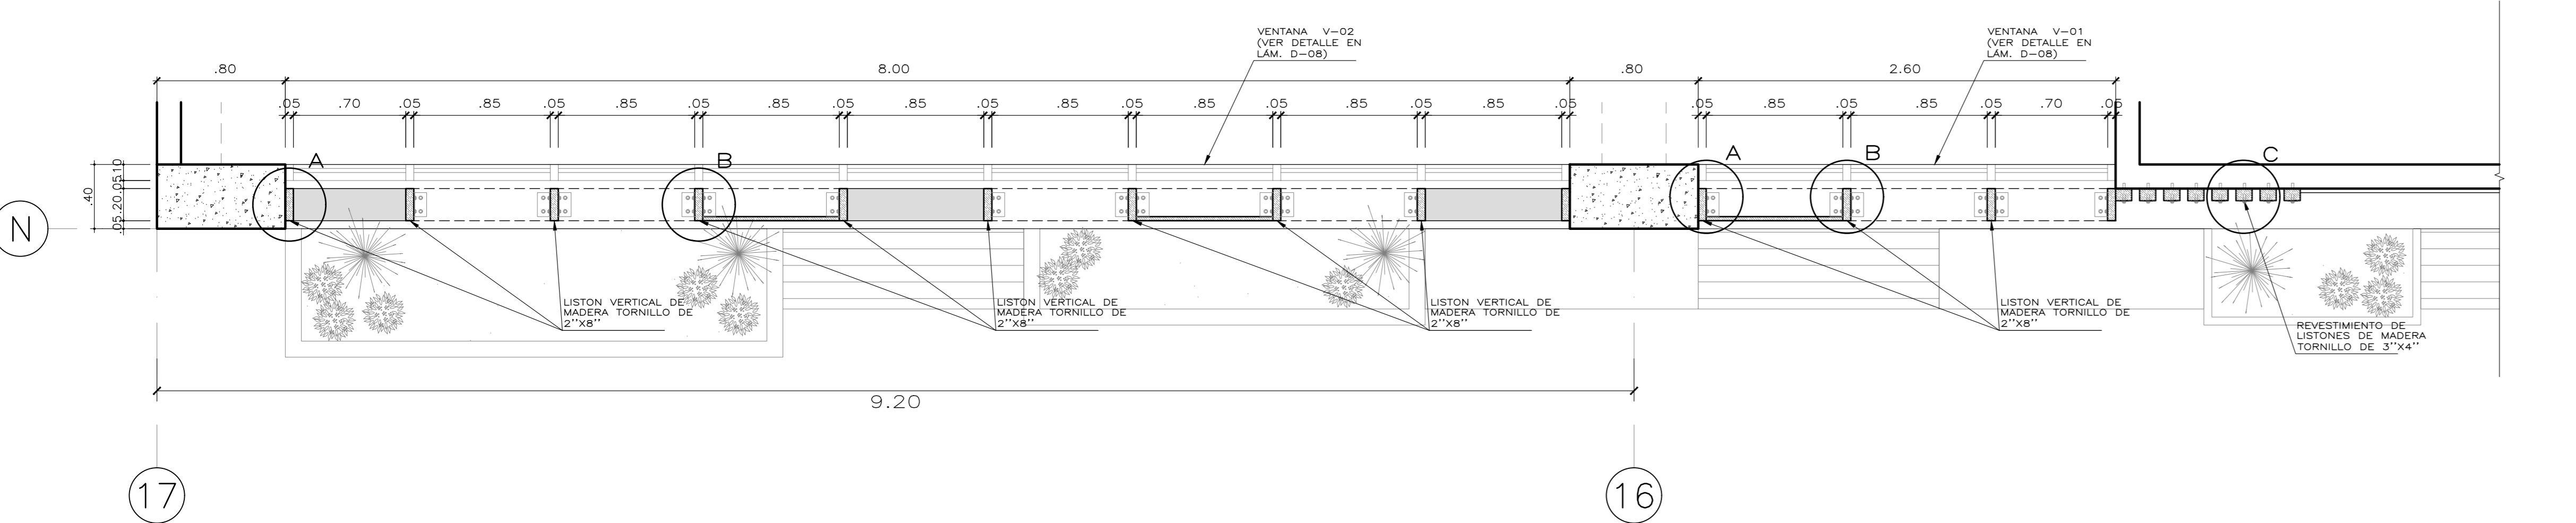 VENTANA V-02
(VER DETALLE EN
LÁM. D-08)
VENTANA V-01
(VER DETALLE EN
LÁM. D-08)
.80 8.00 .80 2.60
.05 .70 .05 .85 .05 .85 .05 .85 .05 .85 .05 .85 .05 .85 .05 .85 .05 .85 .05 .05 .85 .05 .85 .05 .70 .05
A B A B C
.40
.05 .20 .05 .10
N
LISTON VERTICAL DE
MADERA TORNILLO DE
2''X8''
LISTON VERTICAL DE
MADERA TORNILLO DE
2''X8''
LISTON VERTICAL DE
MADERA TORNILLO DE
2''X8''
LISTON VERTICAL DE
MADERA TORNILLO DE
2''X8''
REVESTIMIENTO DE
LISTONES DE MADERA
TORNILLO DE 3''X4''
9.20
17 16